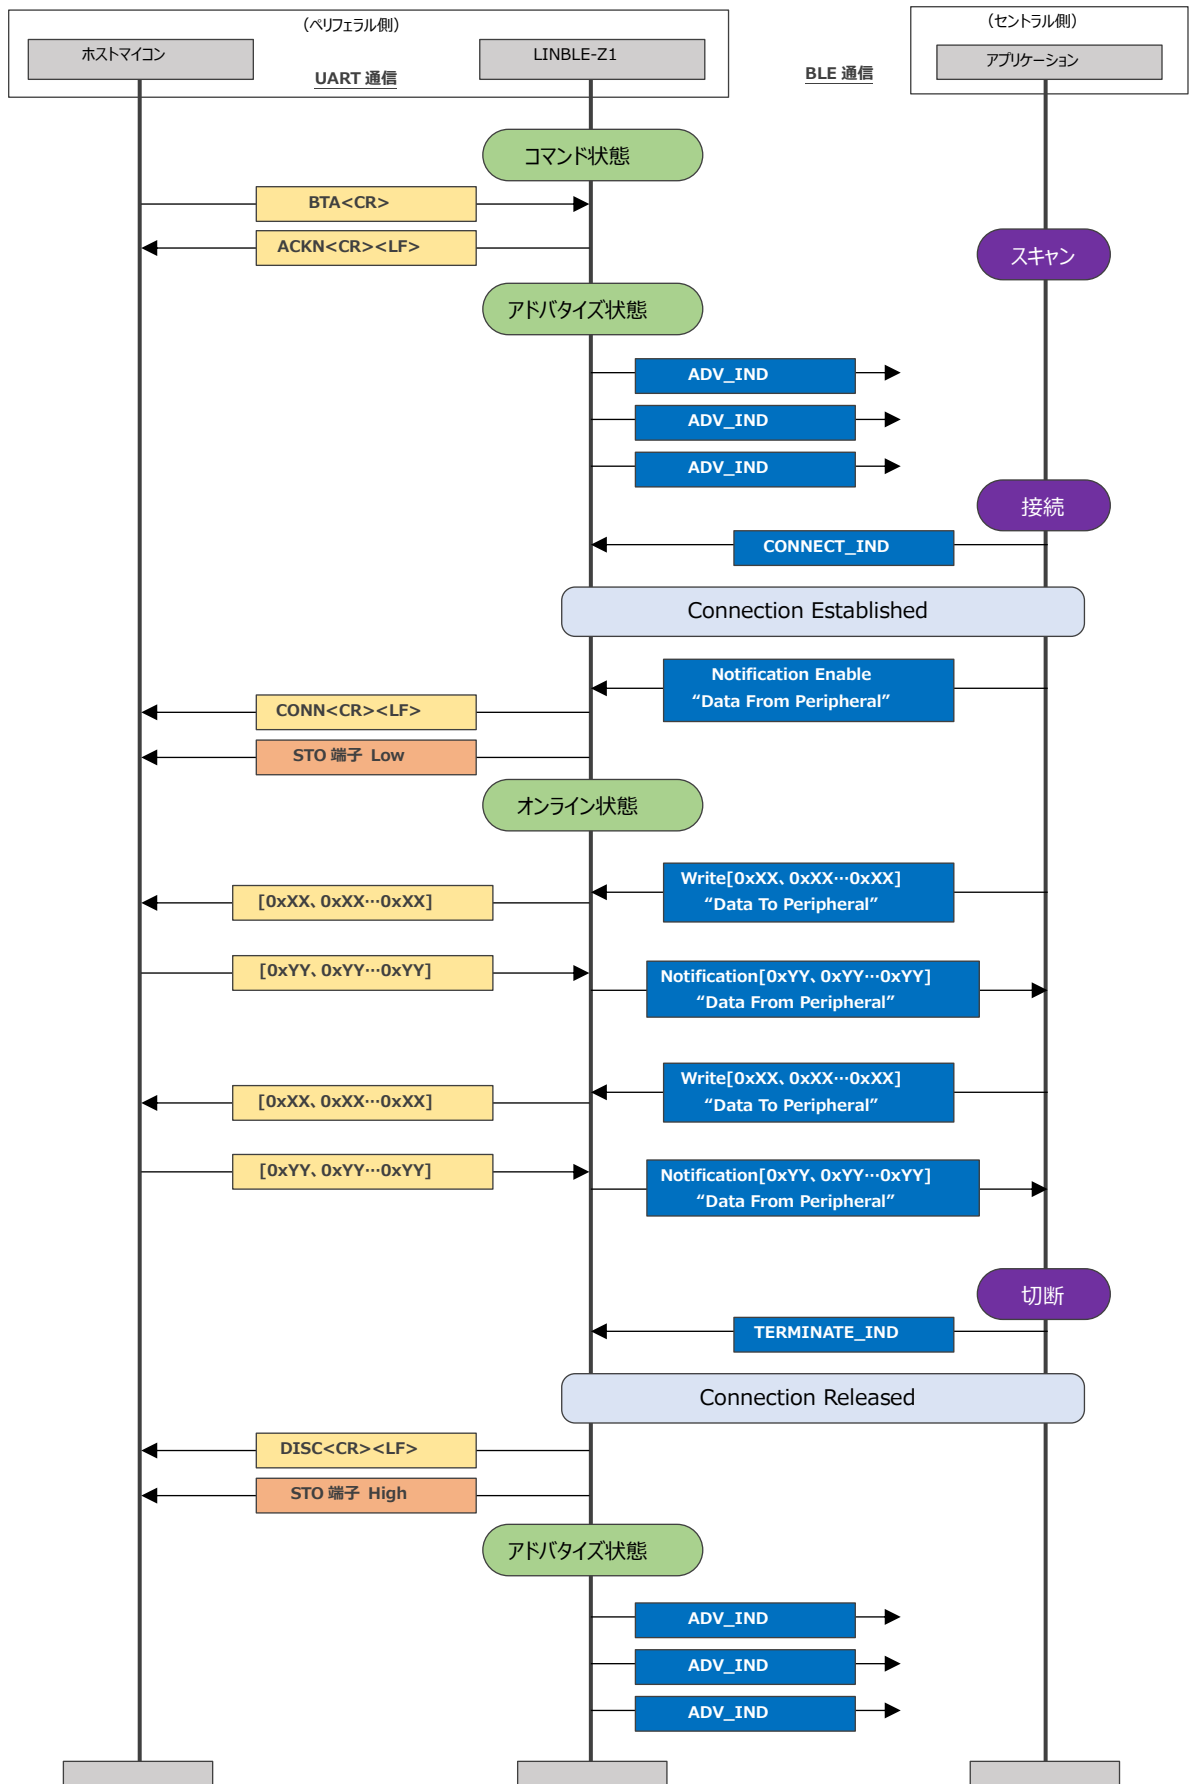 （ペリフェラル側）
（セントラル側）
ホストマイコン
LINBLE-Z1
アプリケーション
UART 通信
BLE 通信
コマンド状態
BTA<CR>
ACKN<CR><LF>
スキャン
アドバタイズ状態
ADV_IND
ADV_IND
ADV_IND
接続
CONNECT_IND
Connection Established
Notification Enable
“Data From Peripheral”
CONN<CR><LF>
STO 端子 Low
オンライン状態
Write[0xXX、0xXX…0xXX]
“Data To Peripheral”
[0xXX、0xXX…0xXX]
[0xYY、0xYY…0xYY]
Notification[0xYY、0xYY…0xYY]
“Data From Peripheral”
Write[0xXX、0xXX…0xXX]
“Data To Peripheral”
[0xXX、0xXX…0xXX]
[0xYY、0xYY…0xYY]
Notification[0xYY、0xYY…0xYY]
“Data From Peripheral”
切断
TERMINATE_IND
Connection Released
DISC<CR><LF>
STO 端子 High
アドバタイズ状態
ADV_IND
ADV_IND
ADV_IND